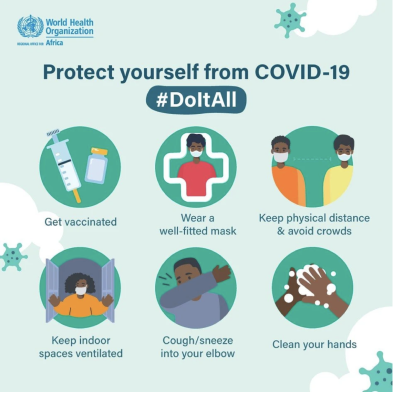 World Health
Organization
REGIONAL OFFICE FOR Africa
Protect yourself from COVID-19
#DoItAll
Get vaccinated
Wear a
well-fitted mask
Keep physical distance
& avoid crowds
Keep indoor
spaces ventilated
Cough/sneeze
into your elbow
Clean your hands